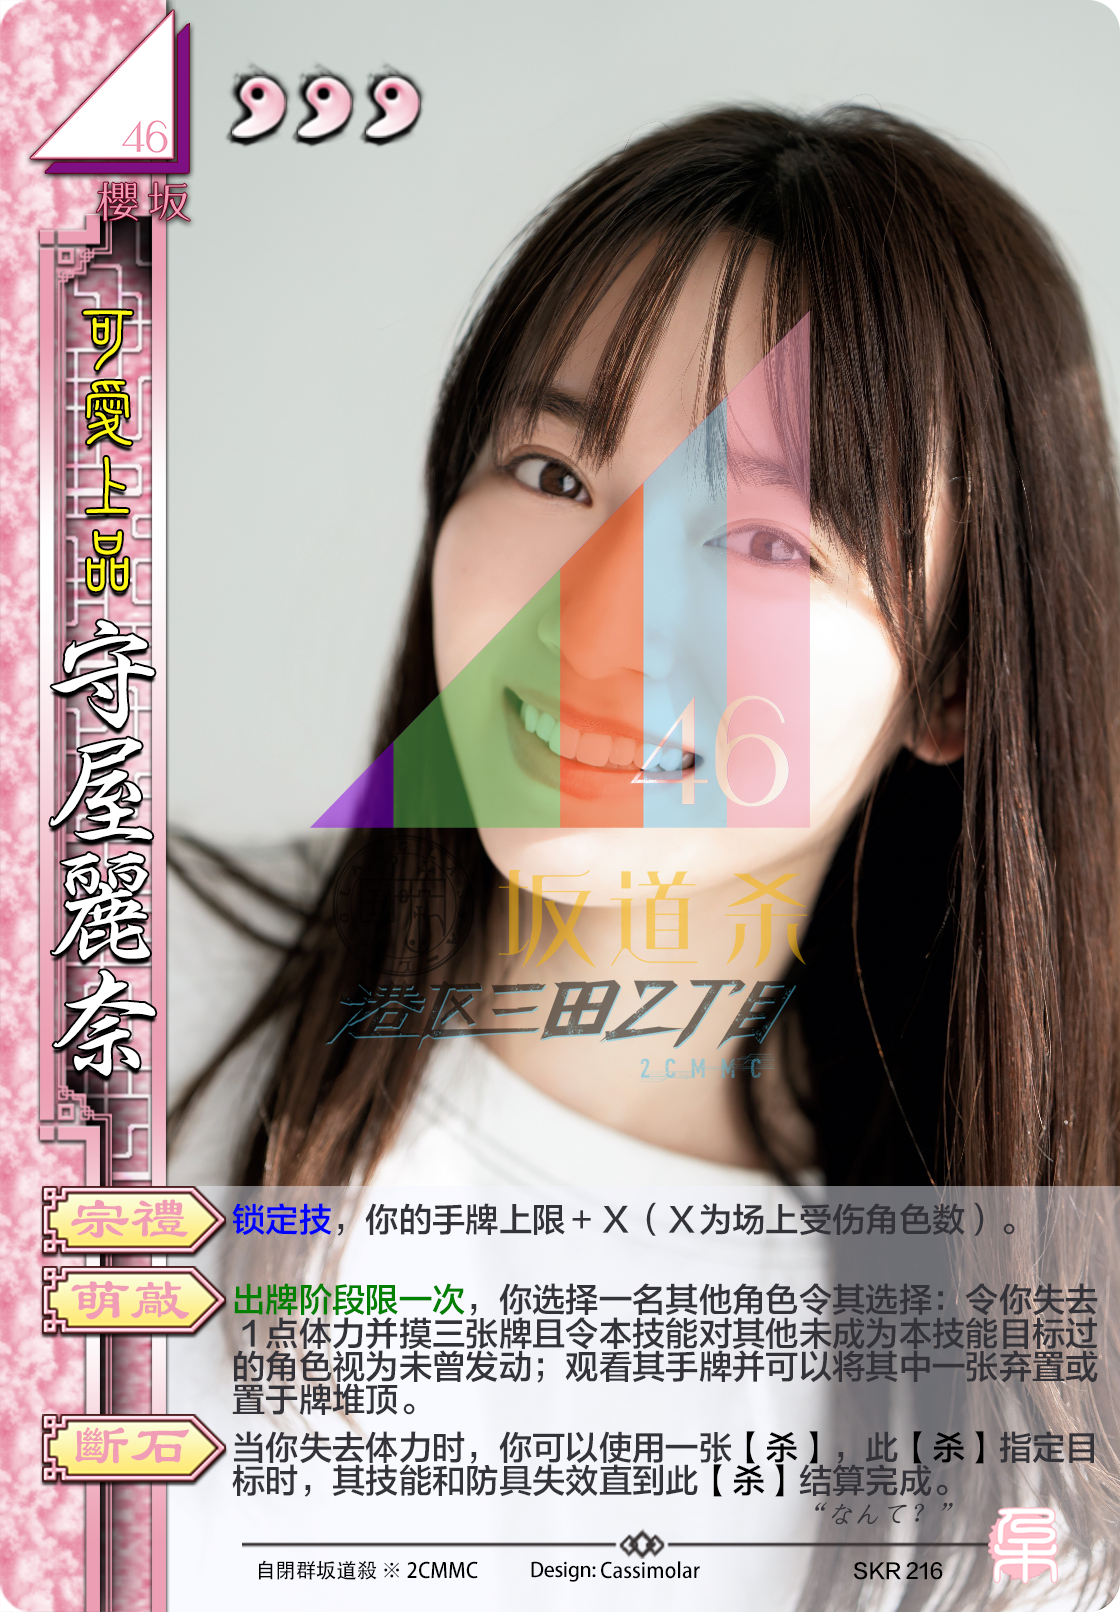 46
櫻坂
可愛上品
守屋麗奈
46
坂道杀
港区三田2丁目
2CMMC
宗禮
锁定技，你的手牌上限＋Ｘ（Ｘ为场上受伤角色数）。
萌敲
出牌阶段限一次，你选择一名其他角色令其选择：令你失去
１点体力并摸三张牌且令本技能对其他未成为本技能目标过
的角色视为未曾发动；观看其手牌并可以将其中一张弃置或
置于牌堆顶。
斷石
当你失去体力时，你可以使用一张【杀】，此【杀】指定目
标时，其技能和防具失效直到此【杀】结算完成。
“なんて？”
自閉群坂道殺 ※ 2CMMC
Design: Cassimolar
SKR 216